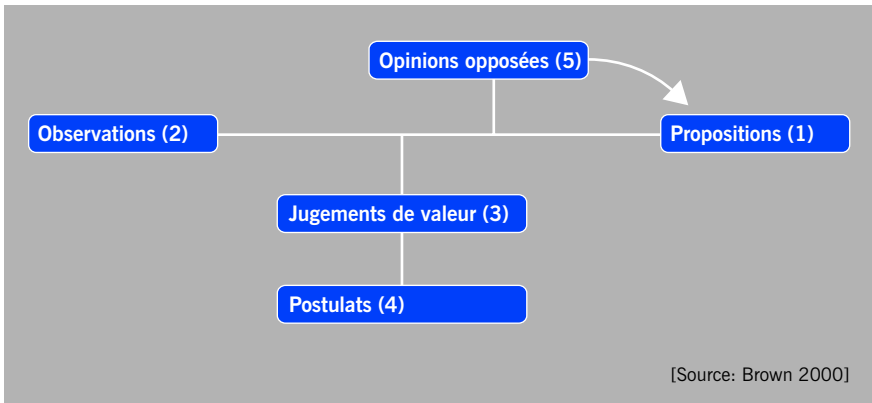 Opinions opposées (5)
Observations (2)
Propositions (1)
Jugements de valeur (3)
Postulats (4)
[Source: Brown 2000]